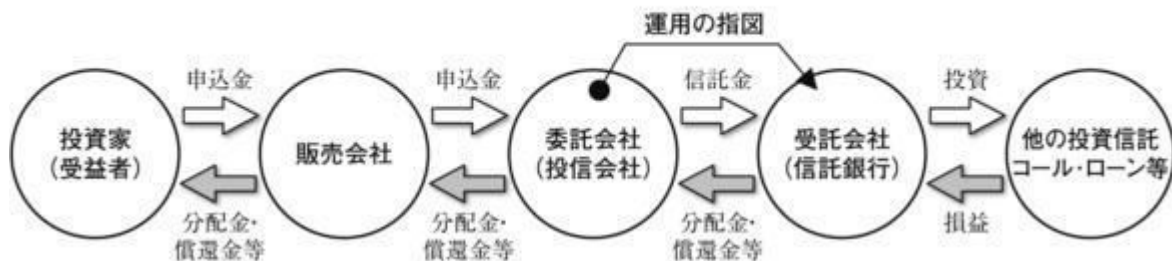 運用の指図
申込金
申込金
信託金
投資
投資家
(受益者)
販売会社
委託会社
(投信会社)
受託会社
(信託銀行)
他の投資信託
コール・ローン等
分配金・
償還金等
分配金・
償還金等
分配金・
償還金等
損益